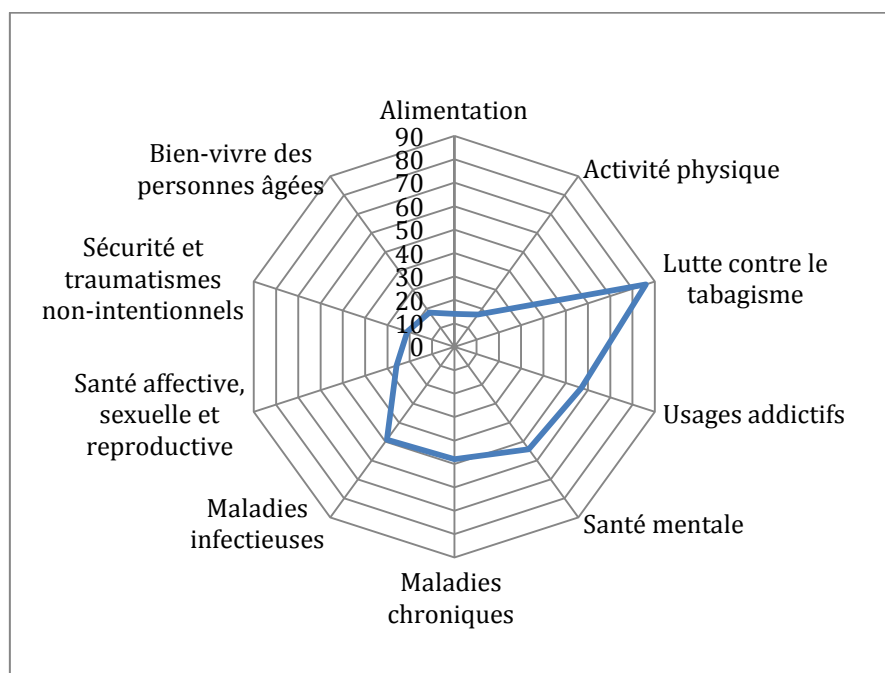 Alimentation
90
80
70
60
50
40
30
20
10
0
Activité physique
Lutte contre le
tabagisme
Usages addictifs
Santé mentale
Maladies
chroniques
Maladies
infectieuses
Santé affective,
sexuelle et
reproductive
Sécurité et
traumatismes
non-intentionnels
Bien-vivre des
personnes âgées